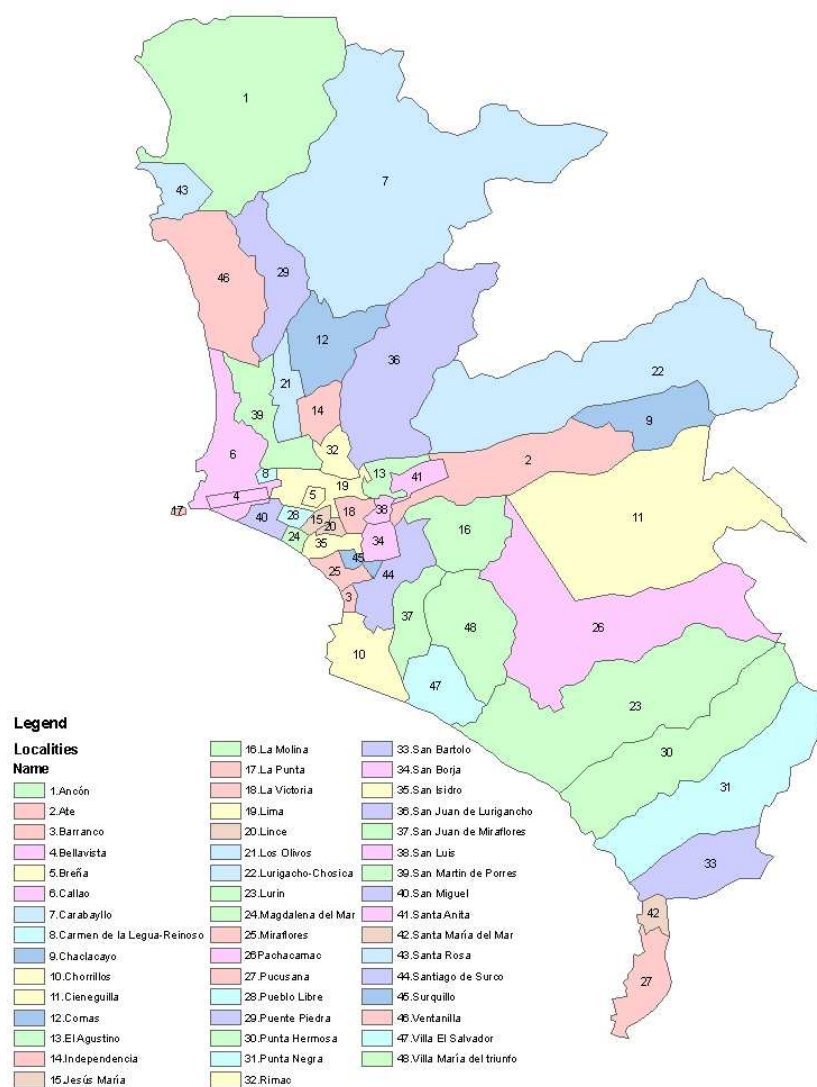 1
7
43
46
29
12
36
22
21
14
9
39
32
2
6
8
13
41
19
4
5
17
18
38
11
40
28
15
20
16
24
35
34
45
25
44
3
37
48
26
10
47
23
30
31
33
42
27
Legend
Localities
Name
1.Ancón
2.Ate
3.Barranco
4.Bellavista
5.Breña
6.Callao
7.Carabayllo
8.Carmen de la Legua-Reinoso
9.Chaclacayo
10.Chorrillos
11.Cieneguilla
12.Comas
13.El Agustino
14.Independencia
15.Jesús María
16.La Molina
17.La Punta
18.La Victoria
19.Lima
20.Lince
21.Los Olivos
22.Lurigacho-Chosica
23.Lurin
24.Magdalena del Mar
25.Miraflores
26Pachacamac
27.Pucusana
28.Pueblo Libre
29.Puente Piedra
30.Punta Hermosa
31.Punta Negra
32.Rimac
33.San Bartolo
34.San Borja
35.San Isidro
36.San Juan de Lurigancho
37.San Juan de Miraflores
38.San Luis
39.San Martin de Porres
40.San Miguel
41.Santa Anita
42.Santa María del Mar
43.Santa Rosa
44.Santiago de Surco
45.Surquillo
46.Ventanilla
47.Villa El Salvador
48.Villa María del triunfo